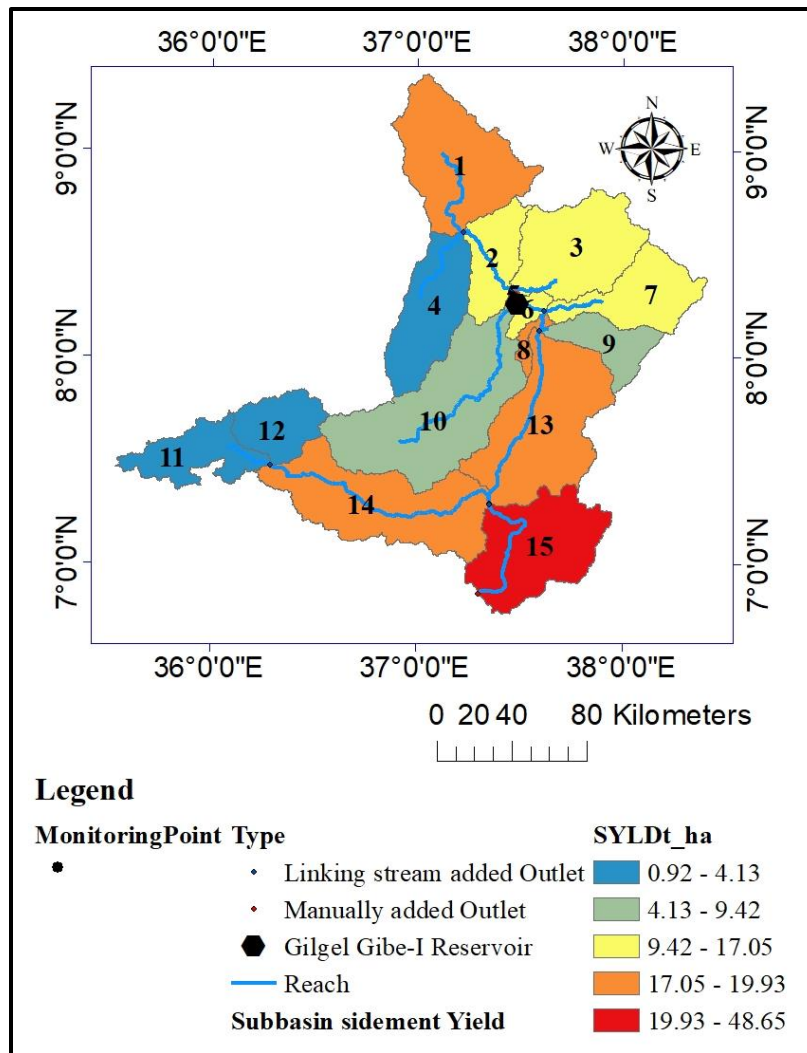 36°0'0"E 37°0'0"E 38°0'0"E
9°0'0"N 9°0'0"N
8°0'0"N 8°0'0"N
7°0'0"N 7°0'0"N
N
W E
S
1
2
3
4
5
6
7
8
9
10
11
12
13
14
15
36°0'0"E 37°0'0"E 38°0'0"E
0 20 40 80 Kilometers
Legend
MonitoringPoint Type SYLDt_ha
Linking stream added Outlet 0.92 - 4.13
Manually added Outlet 4.13 - 9.42
Gilgel Gibe-I Reservoir 9.42 - 17.05
Reach 17.05 - 19.93
Subbasin sidement Yield 19.93 - 48.65